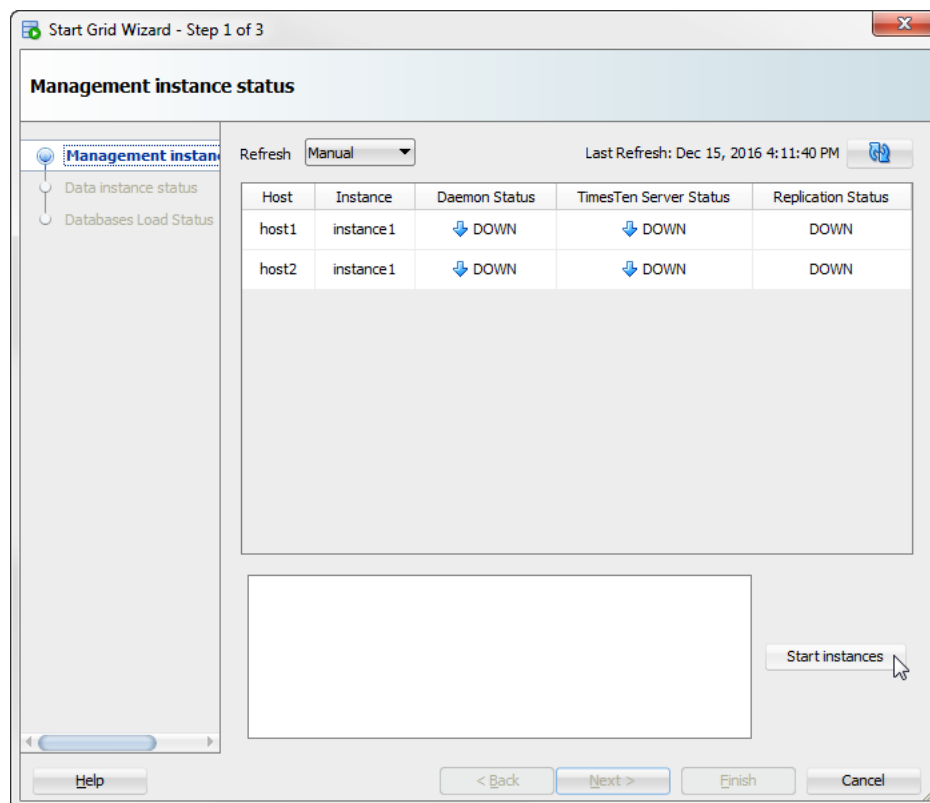 Start Grid Wizard - Step 1 of 3
Management instance status
Management instan
Data instance status
Databases Load Status
Refresh Manual Last Refresh: Dec 15, 2016 4:11:40 PM
Host Instance Daemon Status TimesTen Server Status Replication Status
host1 instance1 DOWN DOWN DOWN
host2 instance1 DOWN DOWN DOWN
Start instances
Help < Back Next > Finish Cancel